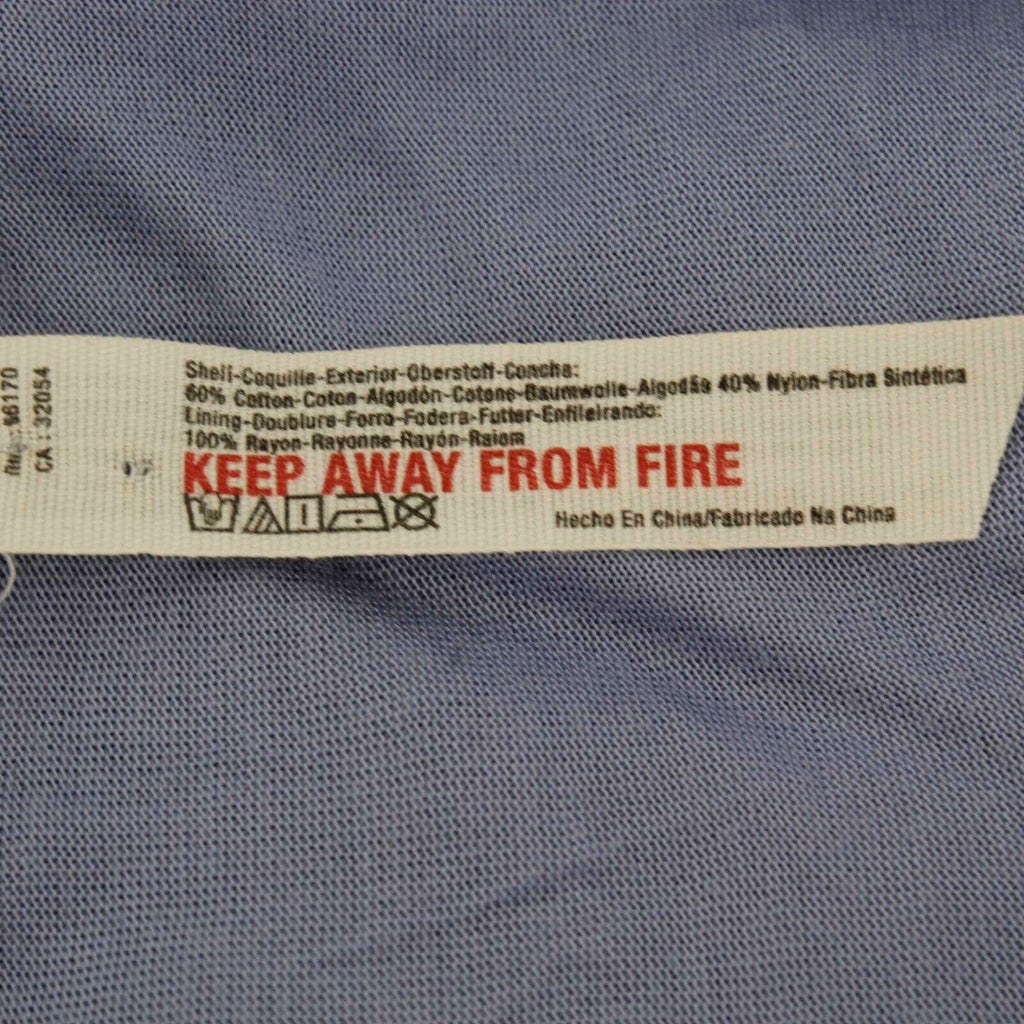 Shell-Coquille-Exterior-Oberstoff-Concha:
60% Cotton-Coton-Algodón-Cotone-Baumwolle-Algodão 40% Nylon-Fibra Sintética
Lining-Doublure-Forro-Fodera-Futter-Enfileirando:
100% Rayon-Rayonne-Rayón-Raiom
KEEP AWAY FROM FIRE
Hecho En China/Fabricado Na China
96170
CA: 32054